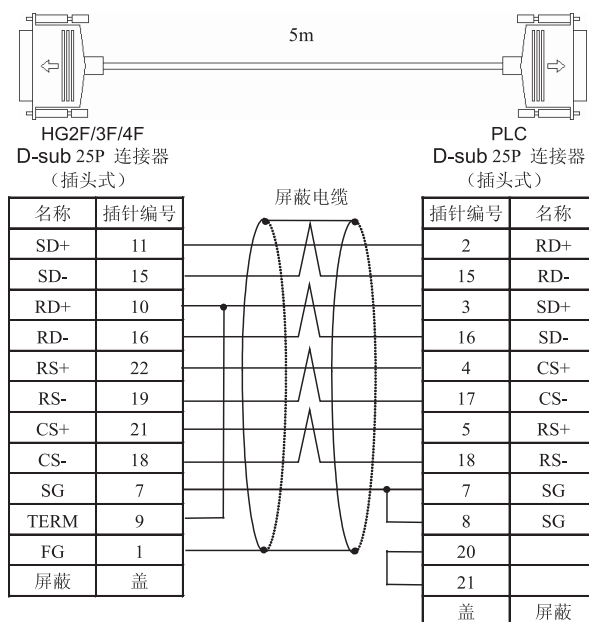 5m
HG2F/3F/4F
D-sub 25P 连接器
（插头式）
PLC
D-sub 25P 连接器
（插头式）
屏蔽电缆
名称 插针编号
SD+ 11
SD- 15
RD+ 10
RD- 16
RS+ 22
RS- 19
CS+ 21
CS- 18
SG 7
TERM 9
FG 1
屏蔽 盖
插针编号 名称
2 RD+
15 RD-
3 SD+
16 SD-
4 CS+
17 CS-
5 RS+
18 RS-
7 SG
8 SG
20
21
盖 屏蔽